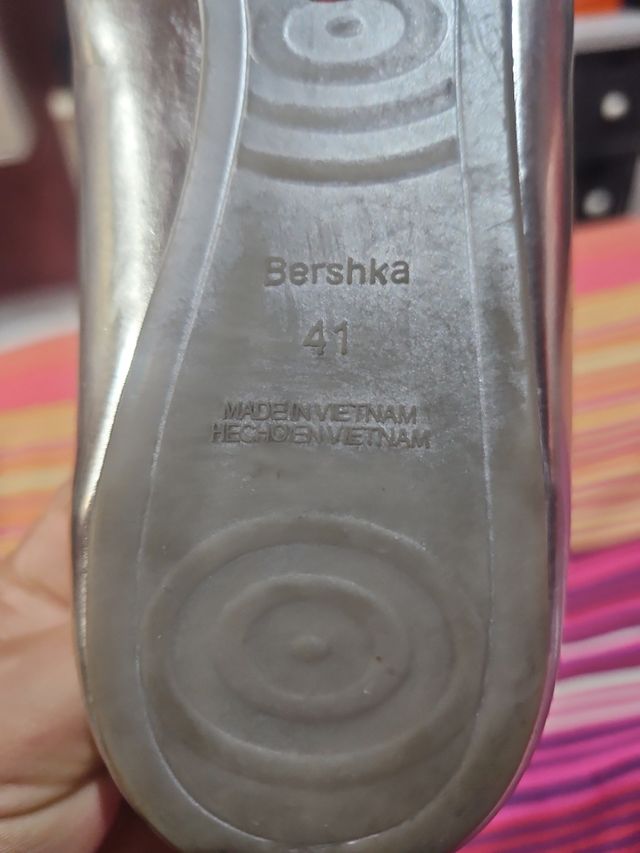 Bershka
41
MADE IN VIETNAM
HECHO EN VIETNAM